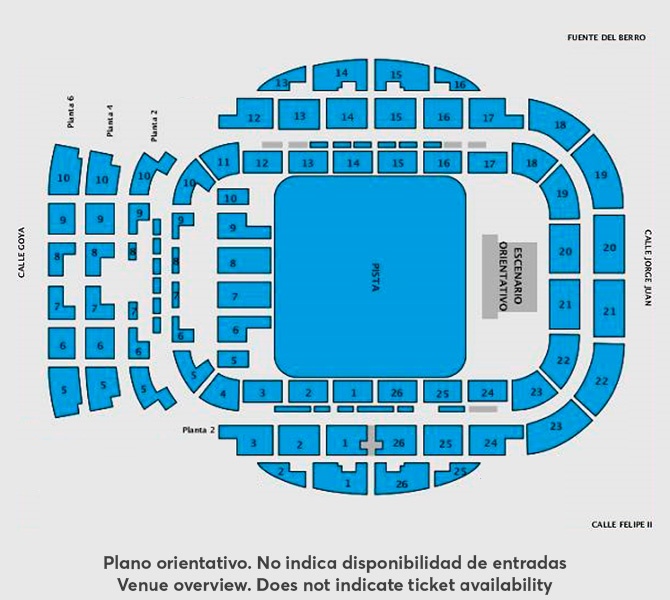 FUENTE DEL BERRO
13 14 15 16
12 13 14 15 16 17 18
Planta 6
Planta 4
Planta 2
10 10 10 10 11 12 13 14 15 16 17 18 19 19
10
9 9 9 9 9
8 8 8 8 8
7 7 7 7 7
6 6 6 6 6
5 5 5 5 5
CALLE GOYA
PISTA
ESCENARIO
ORIENTATIVO
20 20
21 21
22 22
CALLE JORGE JUAN
4 3 2 1 26 25 24 23
Planta 2
3 2 1 26 25 24 23
2 1 26 25
CALLE FELIPE II
Plano orientativo. No indica disponibilidad de entradas
Venue overview. Does not indicate ticket availability